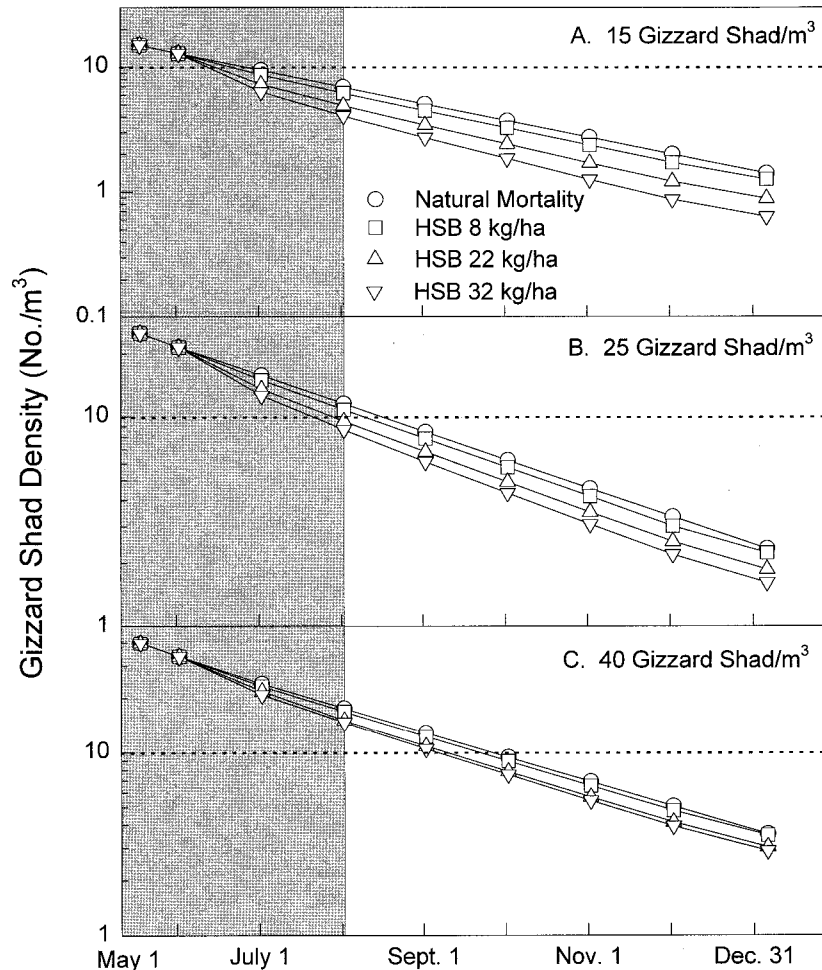 A. 15 Gizzard Shad/m³
10
1
Natural Mortality
HSB 8 kg/ha
HSB 22 kg/ha
HSB 32 kg/ha
0.1
B. 25 Gizzard Shad/m³
10
1
1
C. 40 Gizzard Shad/m³
10
1
Gizzard Shad Density (No./m³)
May 1 July 1 Sept. 1 Nov. 1 Dec. 31